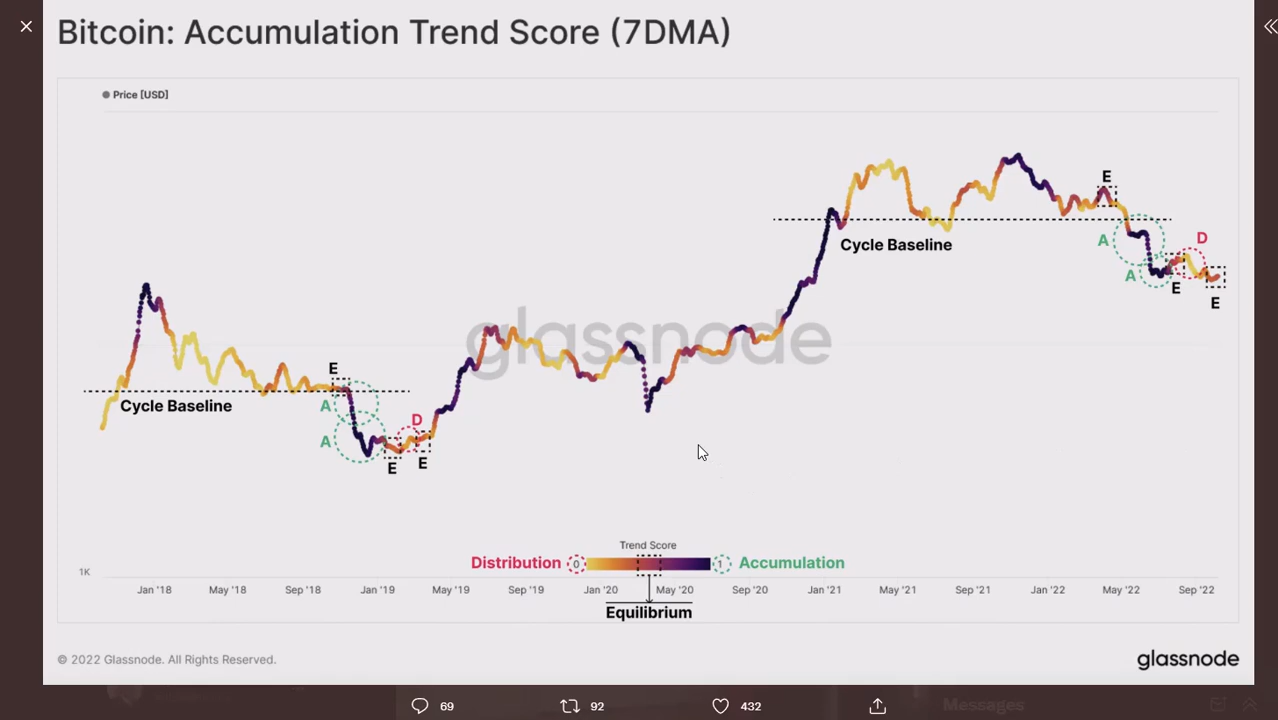 Bitcoin: Accumulation Trend Score (7DMA)
Price [USD]
E
A
D
A
E
E
Cycle Baseline
E
A
D
A
E
E
Cycle Baseline
glassnode
Trend Score
Distribution 0 1 Accumulation
1K
Jan '18 May '18 Sep '18 Jan '19 May '19 Sep '19 Jan '20 May '20 Sep '20 Jan '21 May '21 Sep '21 Jan '22 May '22 Sep '22
Equilibrium
© 2022 Glassnode. All Rights Reserved.
glassnode
69 92 432
Messages